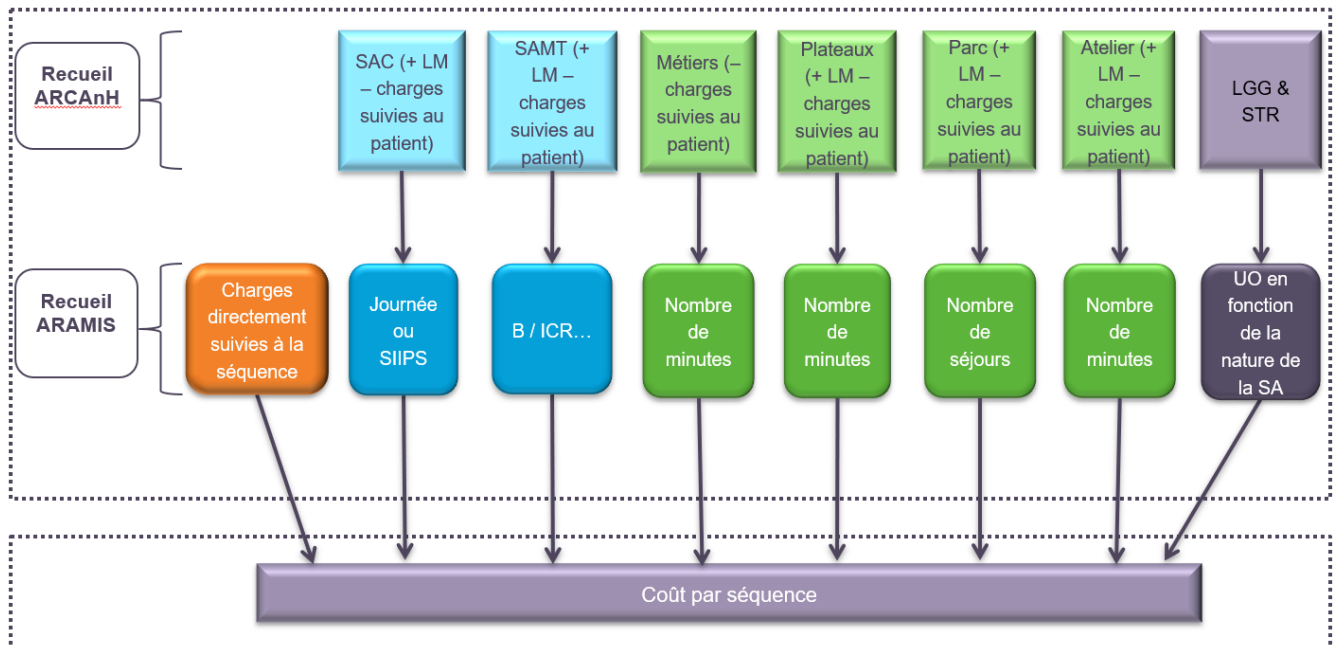 Recueil
ARCAnH
SAC (+ LM
– charges
suivies au
patient)
SAMT (+
LM –
charges
suivies au
patient)
Métiers (–
charges
suivies au
patient)
Plateaux
(+ LM –
charges
suivies au
patient)
Parc (+
LM –
charges
suivies au
patient)
Atelier (+
LM –
charges
suivies au
patient)
LGG &
STR
Recueil
ARAMIS
Charges
directement
suivies à la
séquence
Journée
ou
SIIPS
B / ICR…
Nombre
de
minutes
Nombre
de
minutes
Nombre
de
séjours
Nombre
de
minutes
UO en
fonction
de la
nature de
la SA
Coût par séquence